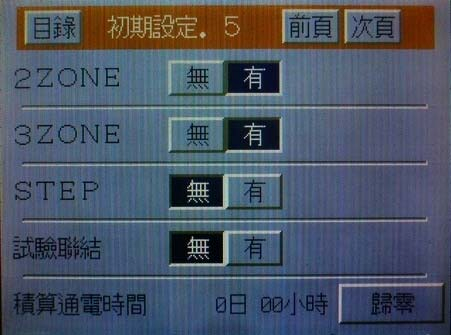 目錄 初期設定. 5 前頁 次頁
2ZONE 無 有
3ZONE 無 有
STEP 無 有
試驗聯結 無 有
積算通電時間 0日 00小時 歸零